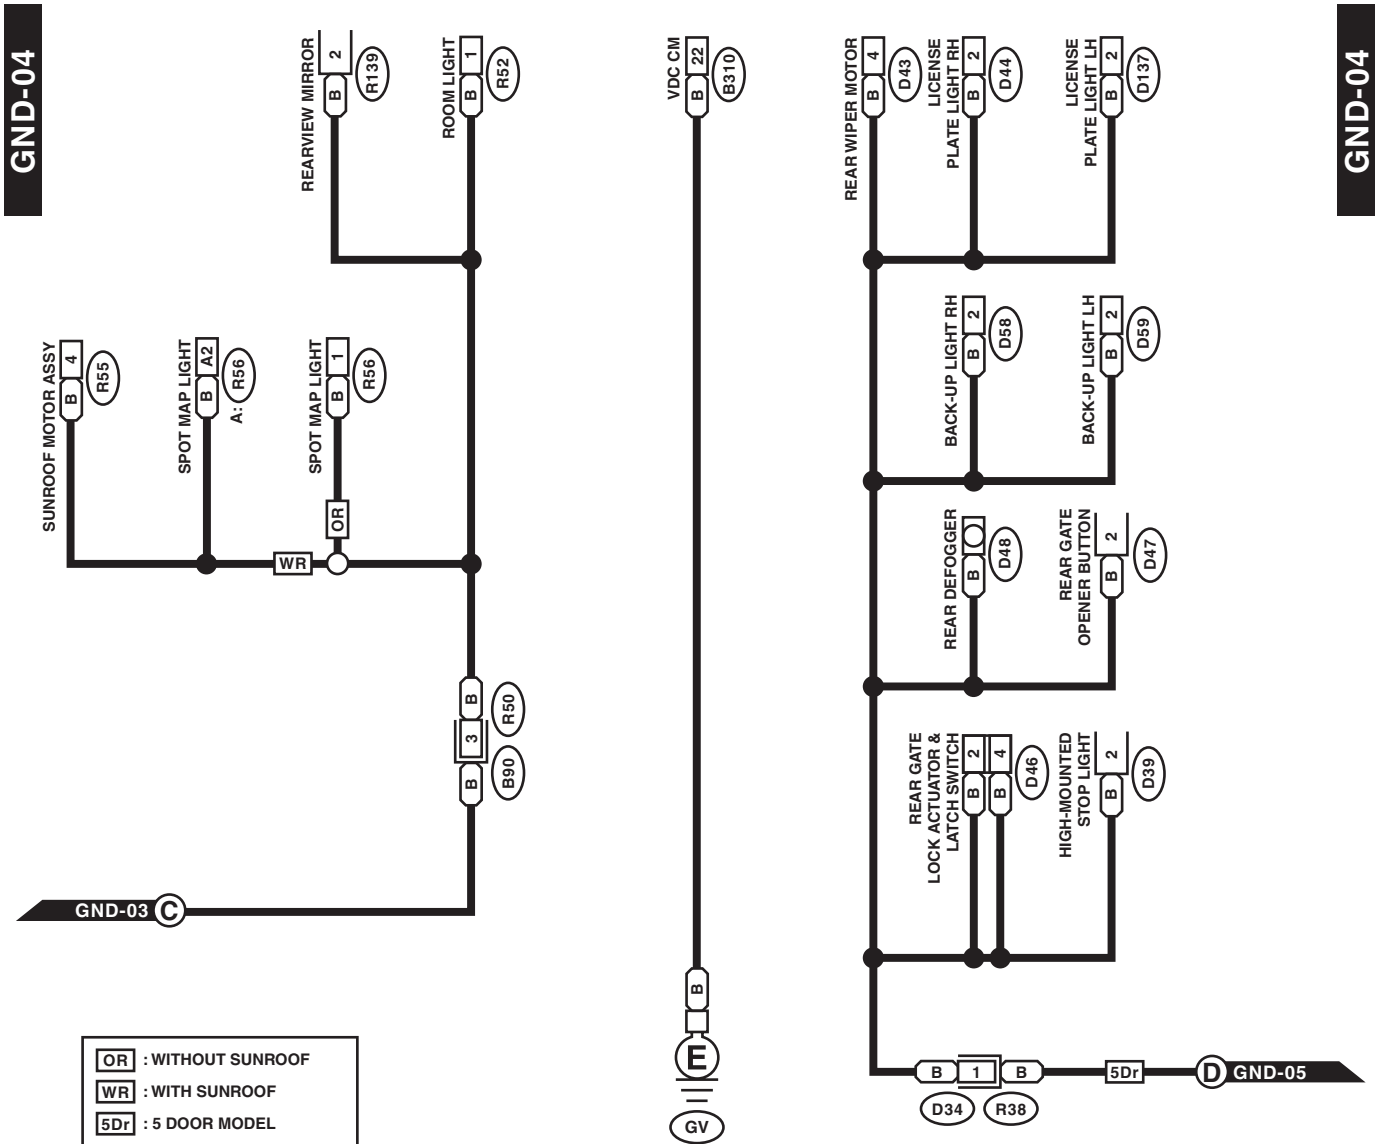 GND-04
REARVIEW MIRROR
2
B
R139
ROOM LIGHT
1
B
R52
SUNROOF MOTOR ASSY
4
B
R55
SPOT MAP LIGHT
A2
B
A: R56
SPOT MAP LIGHT
1
B
R56
OR
WR
B
R50
3
B
B90
GND-03 C
VDC CM
22
B
B310
B
E
GV
REAR WIPER MOTOR
4
B
D43
LICENSE
PLATE LIGHT RH
2
B
D44
LICENSE
PLATE LIGHT LH
2
B
D137
BACK-UP LIGHT RH
2
B
D58
BACK-UP LIGHT LH
2
B
D59
REAR DEFOGGER
B
D48
REAR GATE
OPENER BUTTON
2
B
D47
REAR GATE
LOCK ACTUATOR &
LATCH SWITCH
2
B
4
B
D46
HIGH-MOUNTED
STOP LIGHT
2
B
D39
B 1 B 5Dr D GND-05
D34 R38
OR : WITHOUT SUNROOF
WR : WITH SUNROOF
5Dr : 5 DOOR MODEL
GND-04